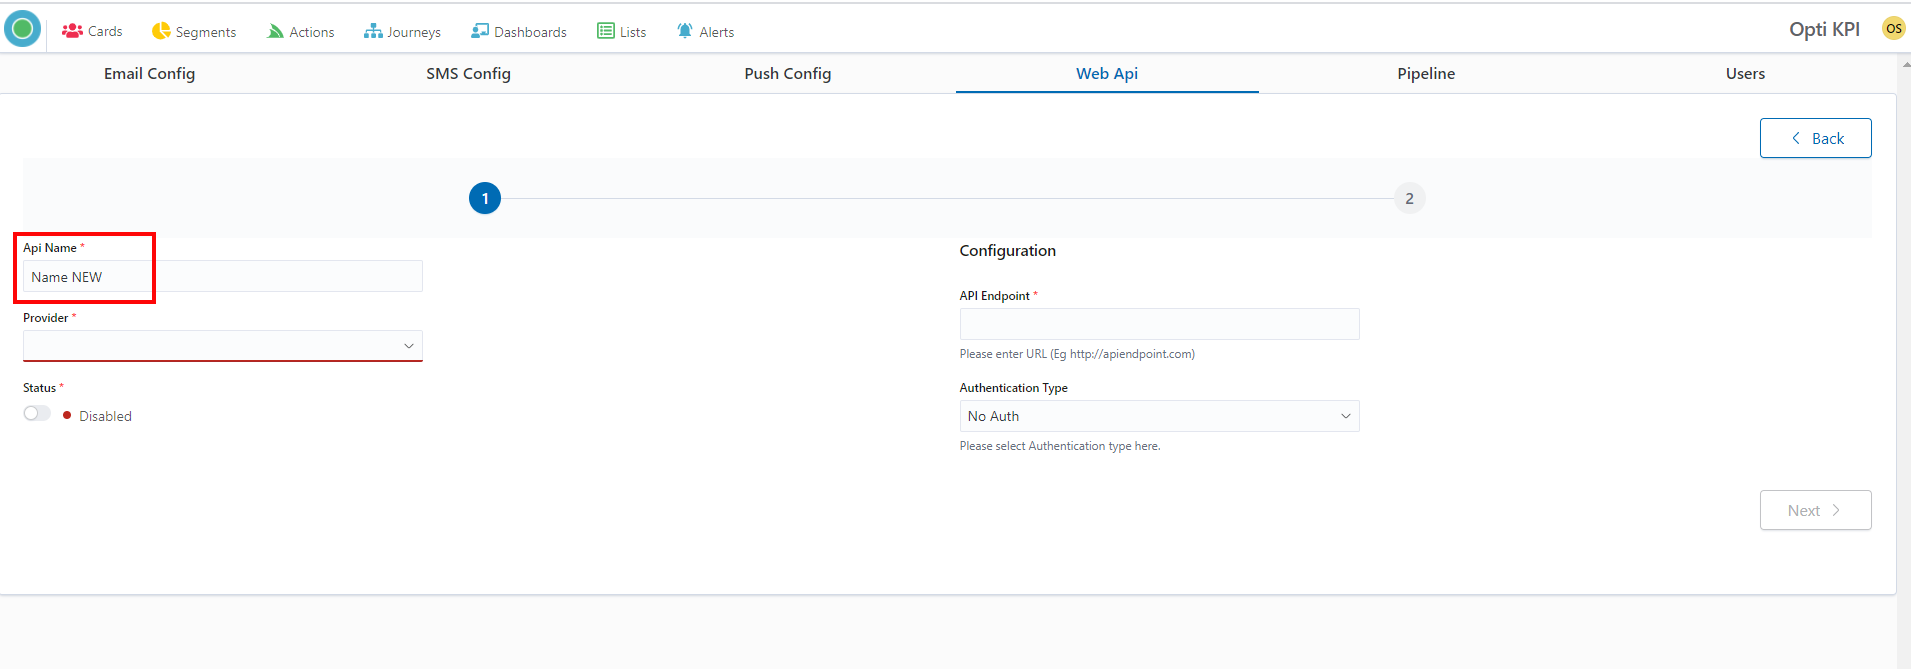 Cards Segments Actions Journeys Dashboards Lists Alerts Opti KPI OS
Email Config SMS Config Push Config Web Api Pipeline Users
Back
1 2
Api Name *
Name NEW
Provider *
Status *
Disabled
Configuration
API Endpoint *
Please enter URL (Eg http://apiendpoint.com)
Authentication Type
No Auth
Please select Authentication type here.
Next